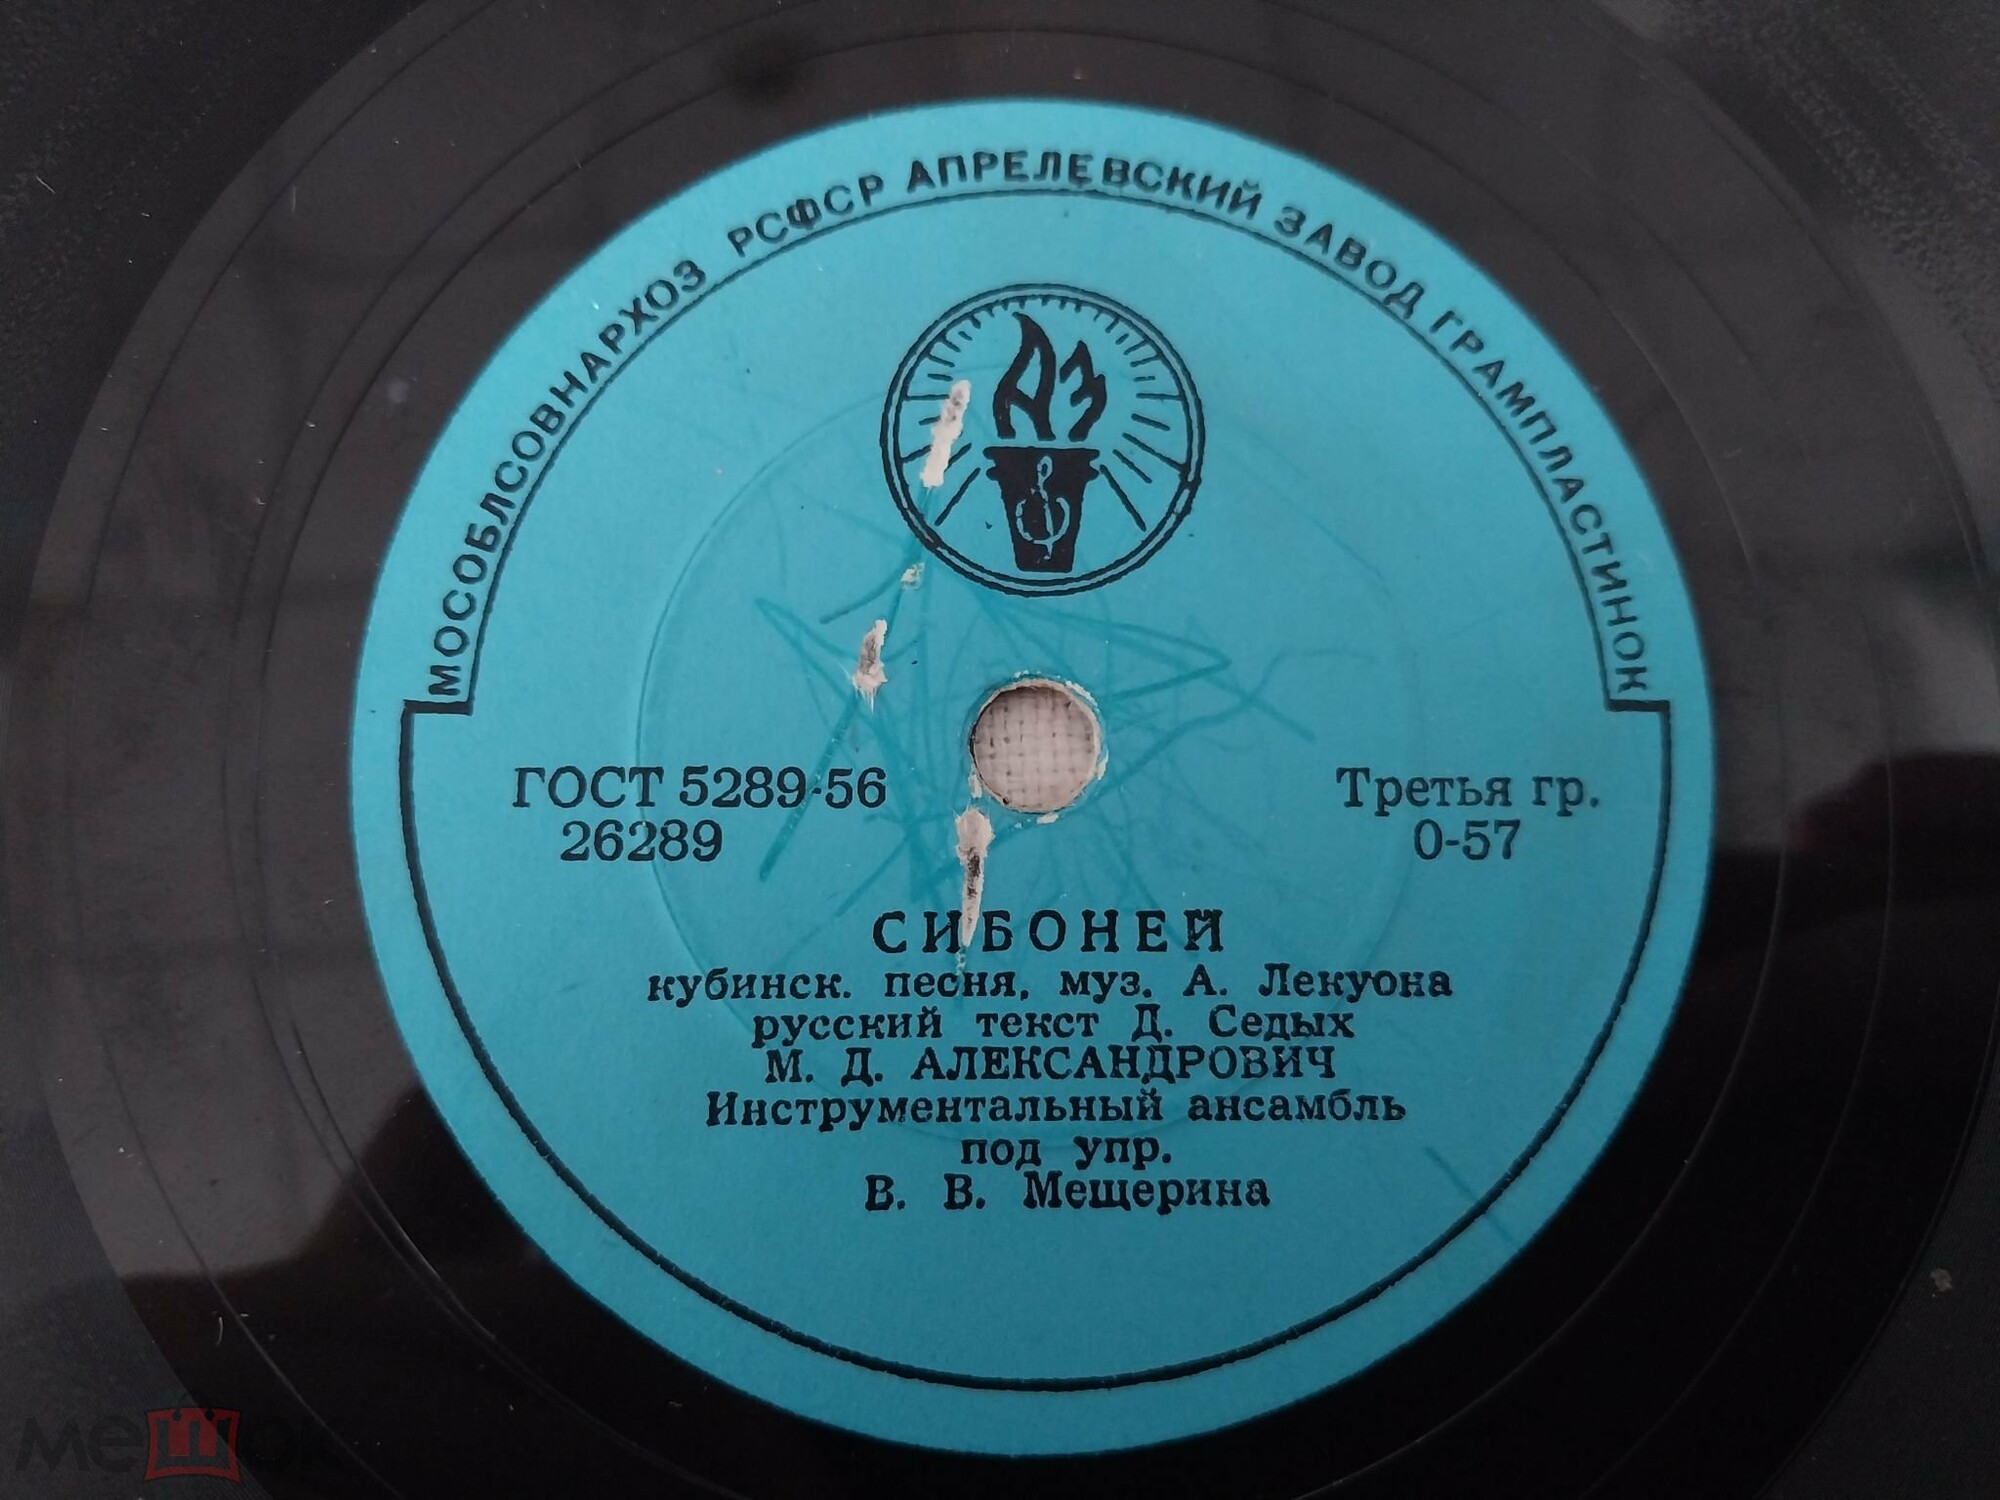 МОСОБЛСОВНАРХОЗ РСФСР АПРЕЛЕВСКИЙ ЗАВОД ГРАМПЛАСТИНОК
АЗ
ГОСТ 5289-56
26289
Третья гр.
0-57
СИБОНЕЙ
кубинск. песня, муз. А. Лекуона
русский текст Д. Седых
М. Д. АЛЕКСАНДРОВИЧ
Инструментальный ансамбль
под упр.
В. В. Мещерина
мешок